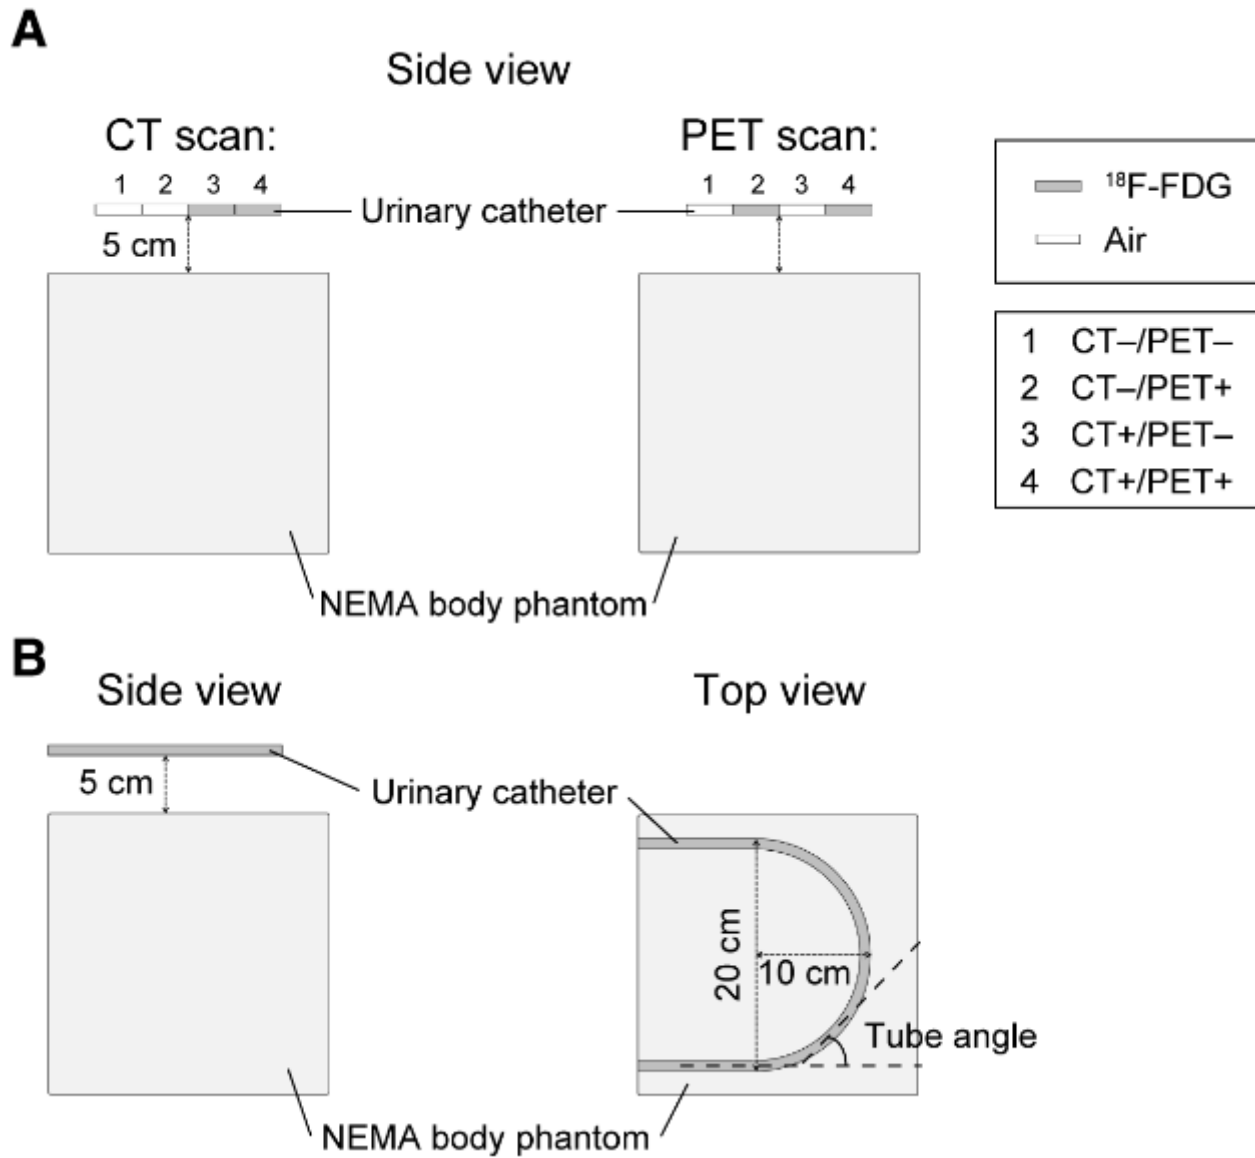 A
Side view
CT scan:
PET scan:
1 2 3 4
1 2 3 4
Urinary catheter
5 cm
NEMA body phantom
¹⁸F-FDG
Air
1 CT–/PET–
2 CT–/PET+
3 CT+/PET–
4 CT+/PET+
B
Side view
Top view
5 cm
Urinary catheter
20 cm
10 cm
Tube angle
NEMA body phantom